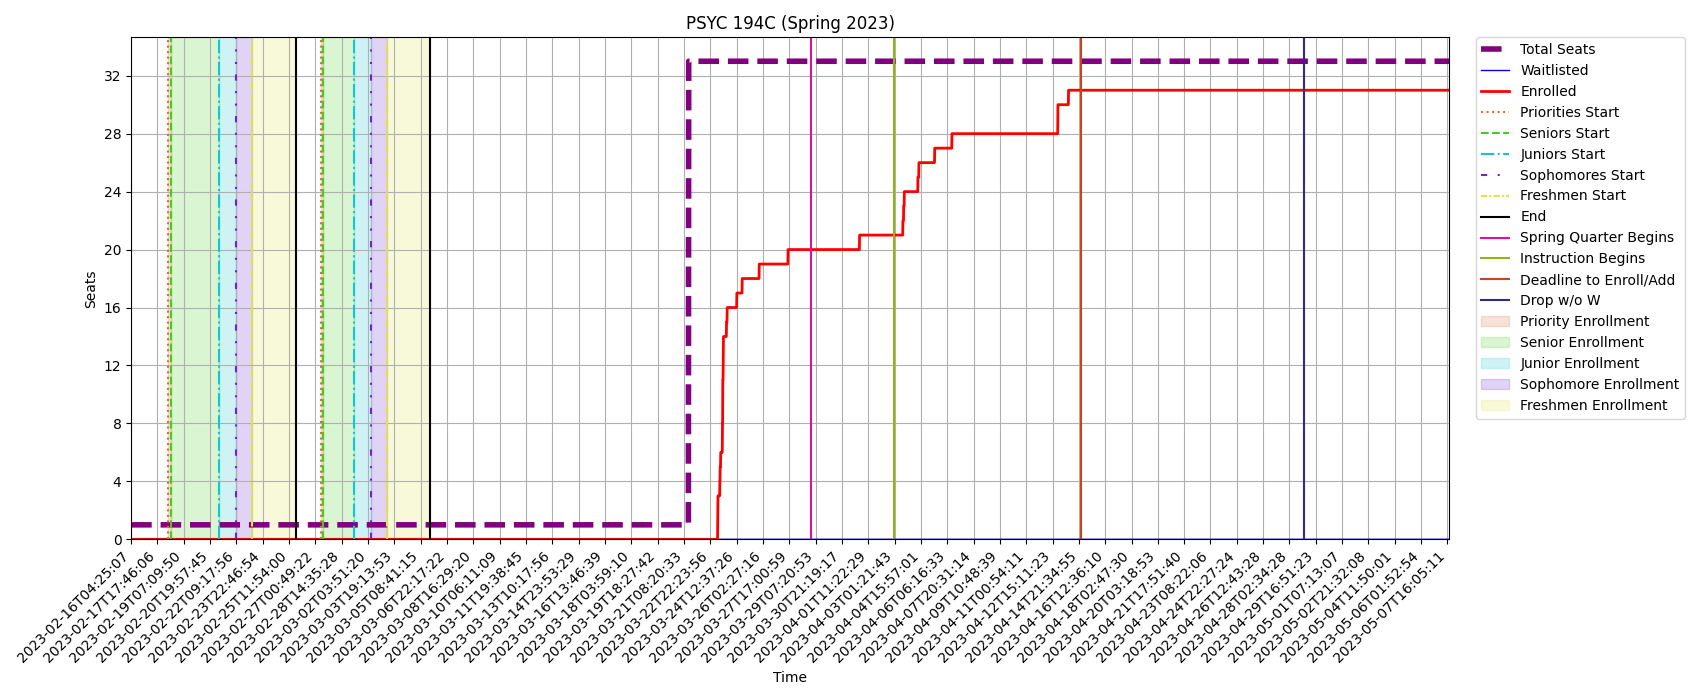 PSYC 194C (Spring 2023)
Seats
32
28
24
20
16
12
8
4
0
2023-02-16T04:25:07
2023-02-17T17:46:06
2023-02-19T07:09:50
2023-02-20T19:57:45
2023-02-22T09:17:56
2023-02-23T22:46:54
2023-02-25T11:54:00
2023-02-27T00:49:22
2023-02-28T14:35:28
2023-03-02T03:51:20
2023-03-03T19:13:53
2023-03-05T08:41:15
2023-03-06T22:17:22
2023-03-08T16:29:20
2023-03-10T06:11:09
2023-03-11T19:38:45
2023-03-13T10:17:56
2023-03-14T23:53:29
2023-03-16T13:46:39
2023-03-18T03:59:10
2023-03-19T18:27:42
2023-03-21T08:20:33
2023-03-22T22:23:56
2023-03-24T12:37:26
2023-03-26T02:27:16
2023-03-27T17:00:59
2023-03-29T07:20:53
2023-03-30T21:19:17
2023-04-01T11:22:29
2023-04-03T01:21:43
2023-04-04T15:57:01
2023-04-06T06:16:33
2023-04-07T20:31:14
2023-04-09T10:48:39
2023-04-11T00:54:11
2023-04-12T15:11:23
2023-04-14T21:34:55
2023-04-16T12:36:10
2023-04-18T02:47:30
2023-04-20T03:18:53
2023-04-21T17:51:40
2023-04-23T08:22:06
2023-04-24T22:27:24
2023-04-26T12:43:28
2023-04-28T02:34:28
2023-04-29T16:51:23
2023-05-01T07:13:07
2023-05-02T21:32:08
2023-05-04T11:50:01
2023-05-06T01:52:54
2023-05-07T16:05:11
Time
Total Seats
Waitlisted
Enrolled
Priorities Start
Seniors Start
Juniors Start
Sophomores Start
Freshmen Start
End
Spring Quarter Begins
Instruction Begins
Deadline to Enroll/Add
Drop w/o W
Priority Enrollment
Senior Enrollment
Junior Enrollment
Sophomore Enrollment
Freshmen Enrollment